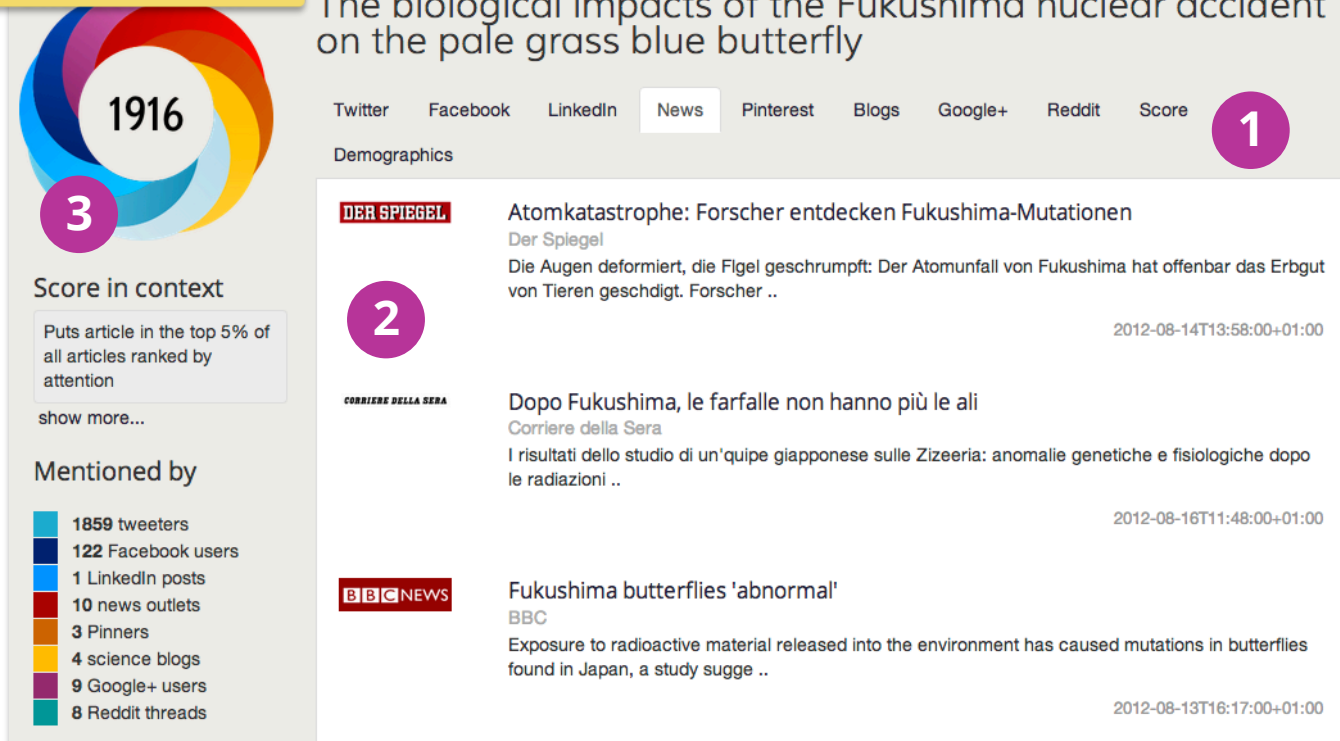 The biological impacts of the Fukushima nuclear accident
on the pale grass blue butterfly
1916
3
Score in context
Puts article in the top 5% of
all articles ranked by
attention
show more...
Mentioned by
1859 tweeters
122 Facebook users
1 LinkedIn posts
10 news outlets
3 Pinners
4 science blogs
9 Google+ users
8 Reddit threads
Twitter Facebook LinkedIn News Pinterest Blogs Google+ Reddit Score
1
Demographics
DER SPIEGEL
Atomkatastrophe: Forscher entdecken Fukushima-Mutationen
Der Spiegel
Die Augen deformiert, die Flgel geschrumpft: Der Atomunfall von Fukushima hat offenbar das Erbgut
von Tieren geschdigt. Forscher ..
2
2012-08-14T13:58:00+01:00
CORRIERE DELLA SERA
Dopo Fukushima, le farfalle non hanno più le ali
Corriere della Sera
I risultati dello studio di un'quipe giapponese sulle Zizeeria: anomalie genetiche e fisiologiche dopo
le radiazioni ..
2012-08-16T11:48:00+01:00
BBC NEWS
Fukushima butterflies 'abnormal'
BBC
Exposure to radioactive material released into the environment has caused mutations in butterflies
found in Japan, a study sugge ..
2012-08-13T16:17:00+01:00